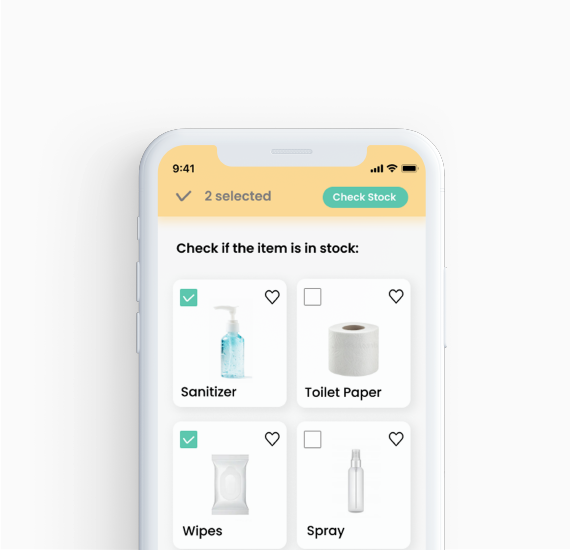 9:41
2 selected
Check Stock
Check if the item is in stock:
Sanitizer
Toilet Paper
Wipes
Spray